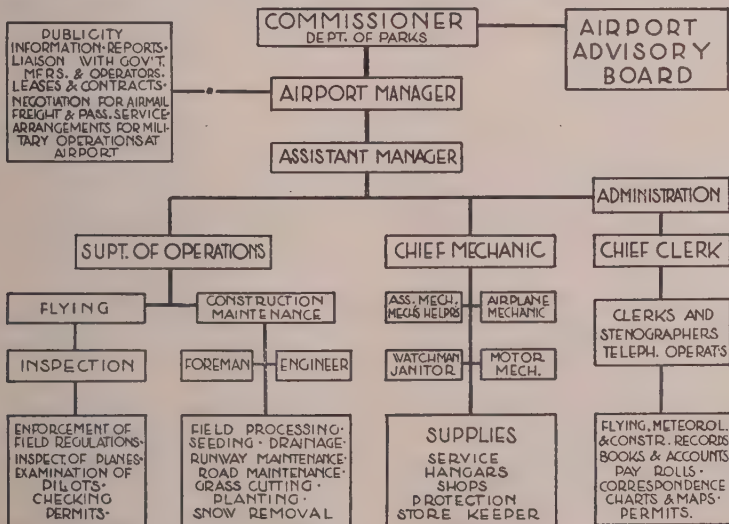 COMMISSIONER
DEPT. OF PARKS
AIRPORT
ADVISORY
BOARD
PUBLICITY
INFORMATION·REPORTS·
LIAISON WITH GOV'T.
MFRS. & OPERATORS.
LEASES & CONTRACTS·
NEGOTIATION FOR AIRMAIL
FREIGHT & PASS. SERVICE·
ARRANGEMENTS FOR MILI-
TARY OPERATIONS AT
AIRPORT
AIRPORT MANAGER
ASSISTANT MANAGER
ADMINISTRATION
SUPT. OF OPERATIONS
CHIEF MECHANIC
CHIEF CLERK
FLYING
CONSTRUCTION
MAINTENANCE
ASS. MECH.
MECH'S HELPR'S
AIRPLANE
MECHANIC
CLERKS AND
STENOGRAPHERS
TELEPH. OPERAT'S
INSPECTION
FOREMAN
ENGINEER
WATCHMAN
JANITOR
MOTOR
MECH.
ENFORCEMENT OF
FIELD REGULATIONS·
INSPECT. OF PLANES·
EXAMINATION OF
PILOTS·
CHECKING
PERMITS·
FIELD PROCESSING·
SEEDING · DRAINAGE·
RUNWAY MAINTENANCE·
ROAD MAINTENANCE·
GRASS CUTTING·
PLANTING·
SNOW REMOVAL
SUPPLIES
SERVICE
HANGARS
SHOPS
PROTECTION
STORE KEEPER
FLYING, METEOROL.
& CONSTR. RECORDS
BOOKS & ACCOUNTS
PAY ROLLS·
CORRESPONDENCE
CHARTS & MAPS·
PERMITS.